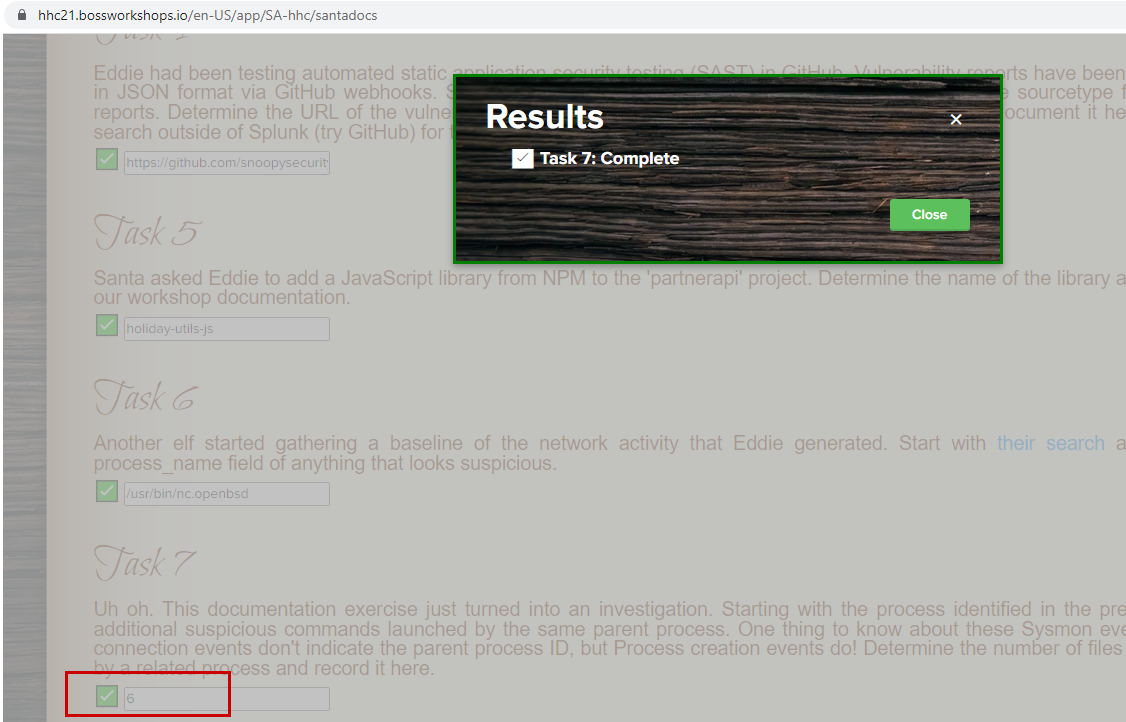 hhc21.bossworkshops.io/en-US/app/SA-hhc/santadocs
Eddie had been testing automated static application security testing (SAST) in GitHub. Vulnerability reports have been
in JSON format via GitHub webhooks. S
e sourcetype f
reports. Determine the URL of the vulne
ocument it he
search outside of Splunk (try GitHub) for t
https://github.com/snoopysecurit
Results
×
Task 7: Complete
Close
Task 5
Santa asked Eddie to add a JavaScript library from NPM to the 'partnerapi' project. Determine the name of the library a
our workshop documentation.
holiday-utils-js
Task 6
Another elf started gathering a baseline of the network activity that Eddie generated. Start with their search a
process_name field of anything that looks suspicious.
/usr/bin/nc.openbsd
Task 7
Uh oh. This documentation exercise just turned into an investigation. Starting with the process identified in the pre
additional suspicious commands launched by the same parent process. One thing to know about these Sysmon eve
connection events don't indicate the parent process ID, but Process creation events do! Determine the number of files
by a related process and record it here.
6